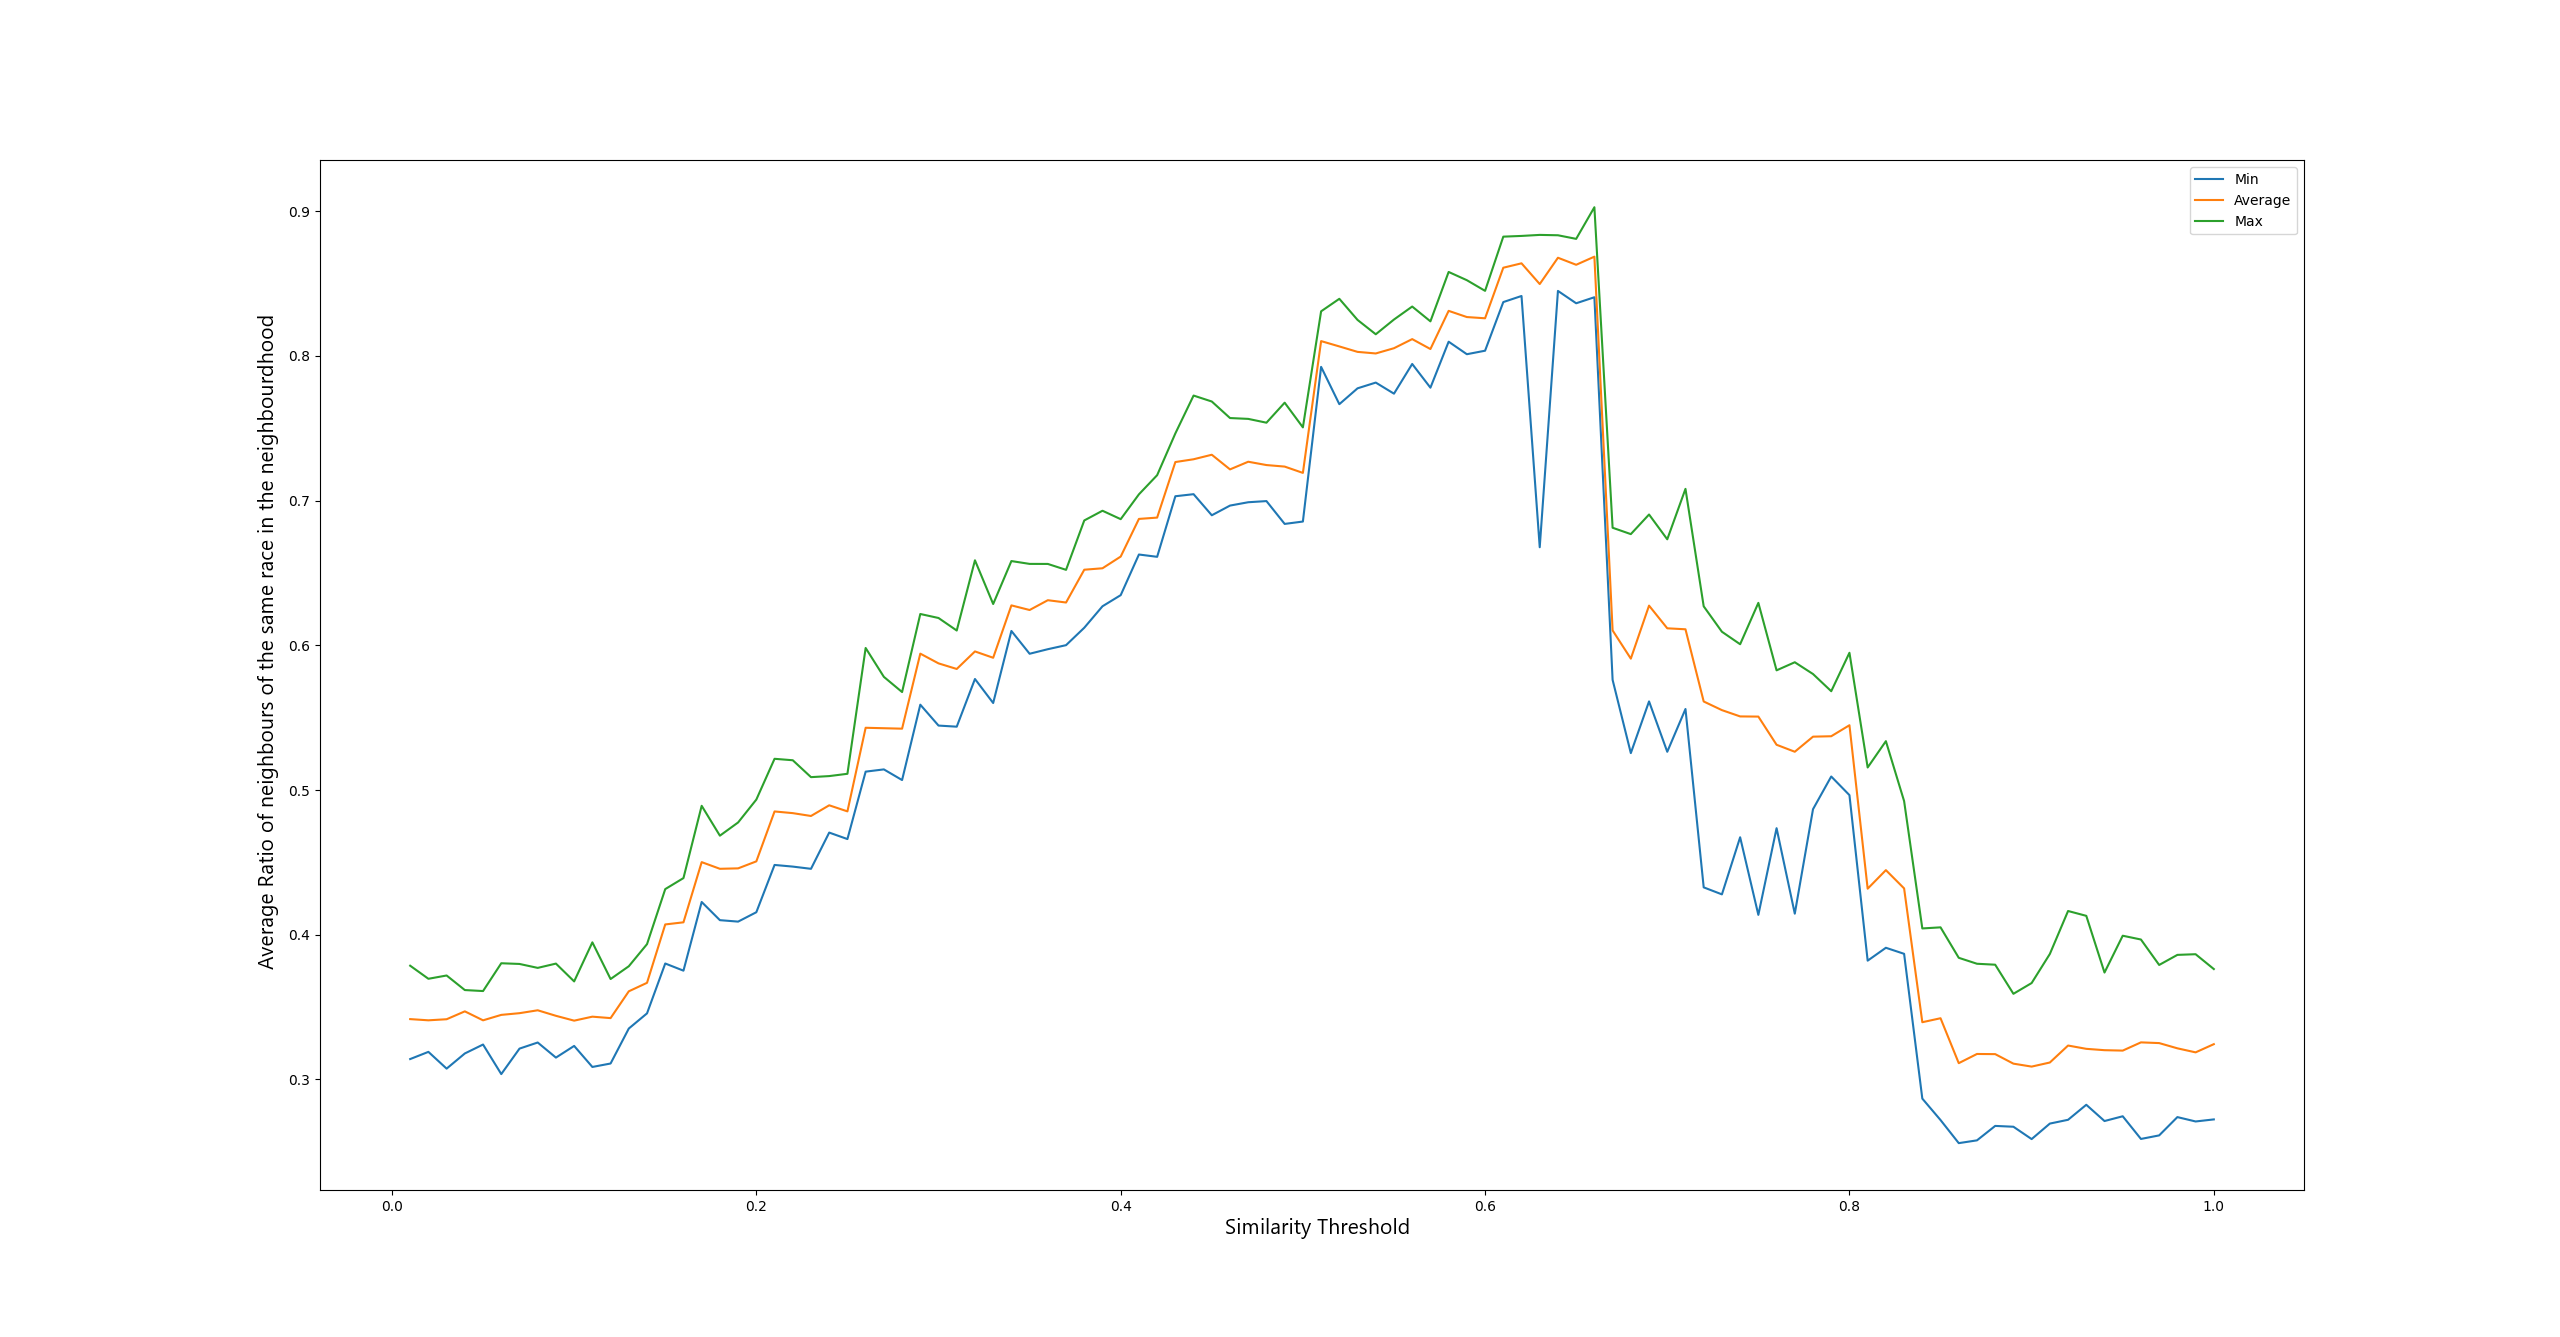 Min
Average
Max
0.9
0.8
0.7
0.6
0.5
0.4
0.3
Average Ratio of neighbours of the same race in the neighbourdhood
0.0 0.2 0.4 0.6 0.8 1.0
Similarity Threshold